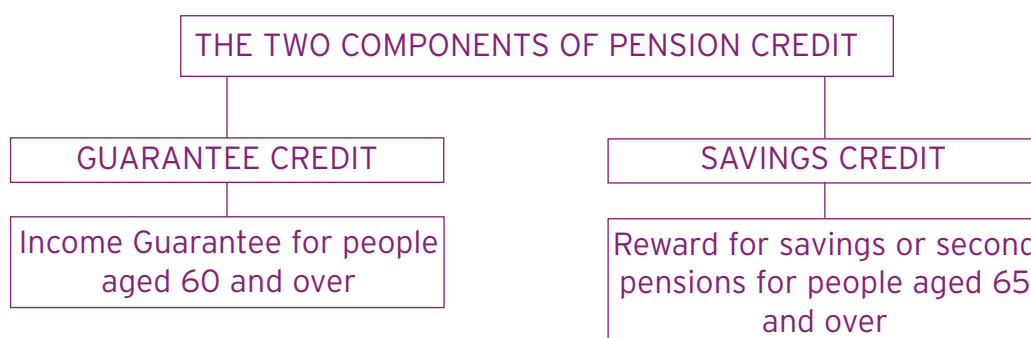 THE TWO COMPONENTS OF PENSION CREDIT
GUARANTEE CREDIT
Income Guarantee for people
aged 60 and over
SAVINGS CREDIT
Reward for savings or second
pensions for people aged 65
and over